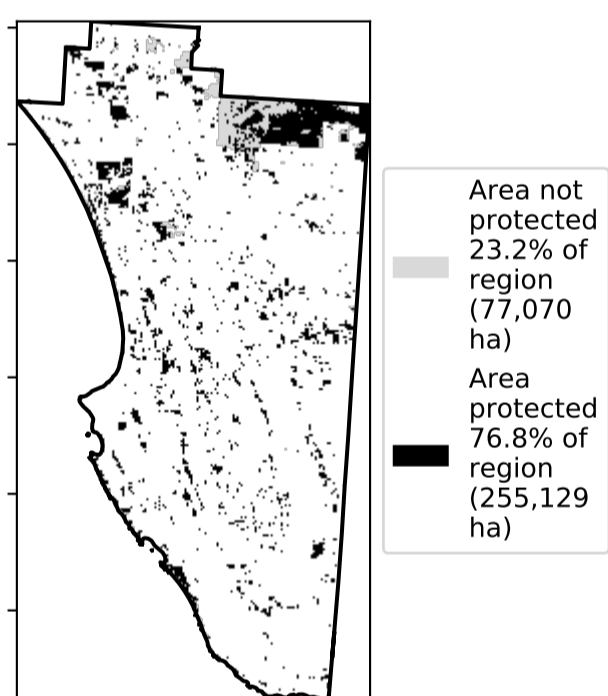 Area not
protected
23.2% of
region
(77,070
ha)
Area
protected
76.8% of
region
(255,129
ha)